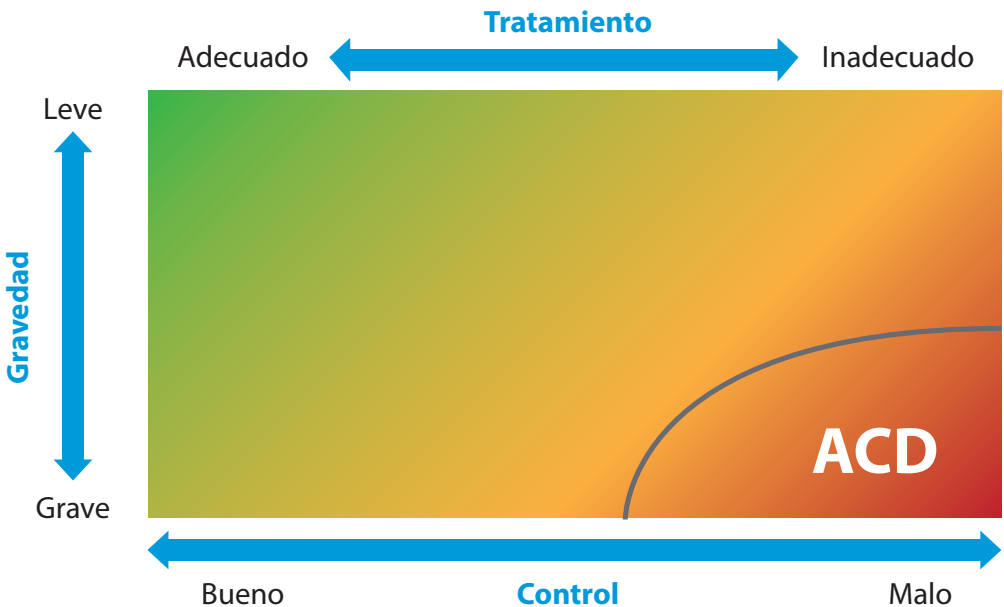 Tratamiento
Adecuado
Inadecuado
Leve
Gravedad
Grave
ACD
Bueno
Control
Malo